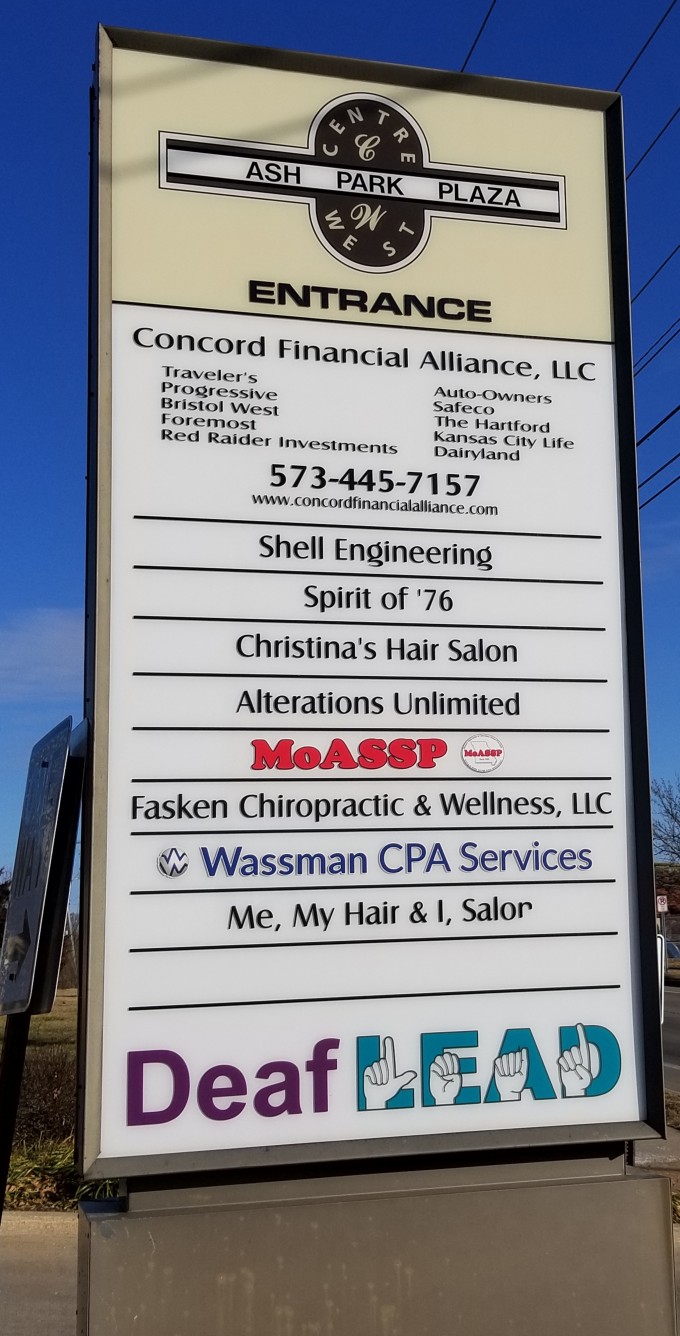 CENTRE
C
ASH PARK PLAZA
W
WEST
ENTRANCE
Concord Financial Alliance, LLC
Traveler's
Progressive
Bristol West
Foremost
Red Raider Investments
Auto-Owners
Safeco
The Hartford
Kansas City Life
Dairyland
573-445-7157
www.concordfinancialalliance.com
Shell Engineering
Spirit of '76
Christina's Hair Salon
Alterations Unlimited
MoASSP MoASSP
Fasken Chiropractic & Wellness, LLC
W Wassman CPA Services
Me, My Hair & I, Salon
Deaf LEAD